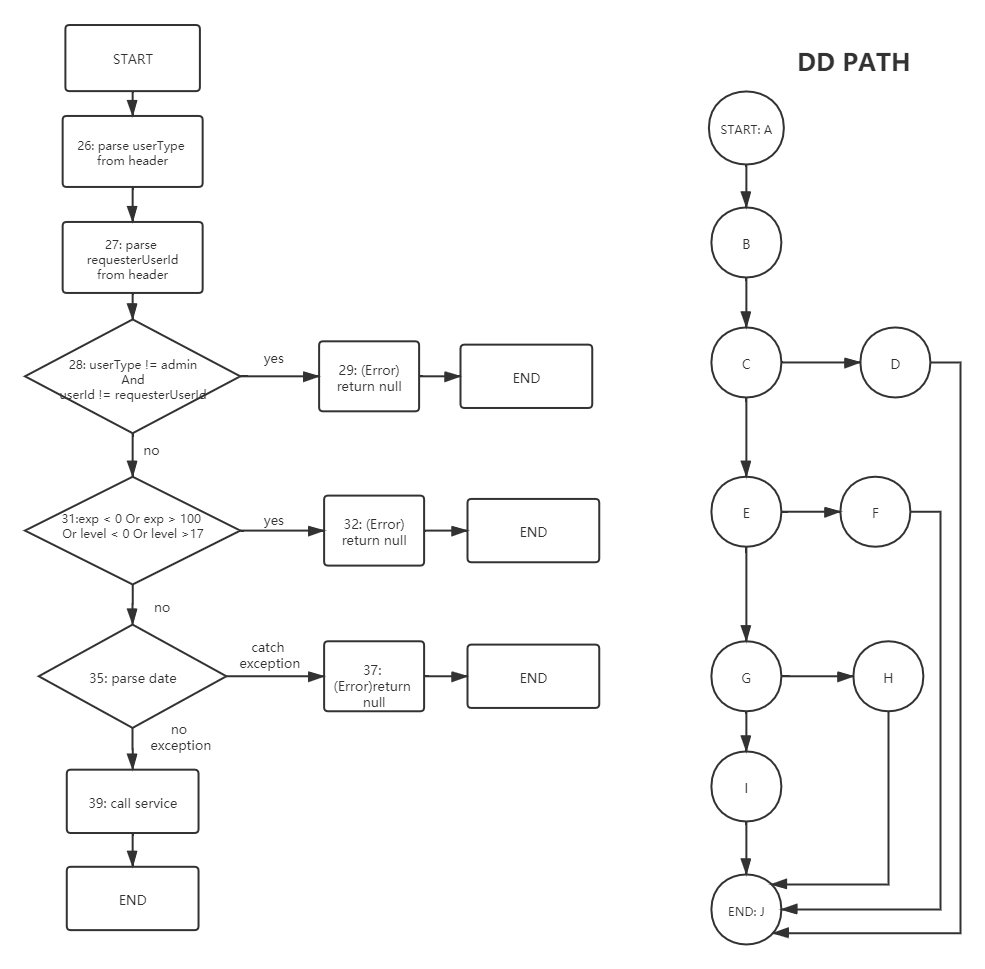 START
26: parse userType
from header
27: parse
requesterUserId
from header
28: userType != admin
And
userId != requesterUserId
yes
29: (Error)
return null
END
no
31:exp < 0 Or exp > 100
Or level < 0 Or level >17
yes
32: (Error)
return null
END
no
35: parse date
catch
exception
37:
(Error)return
null
END
no
exception
39: call service
END
DD PATH
START: A
B
C
D
E
F
G
H
I
END: J